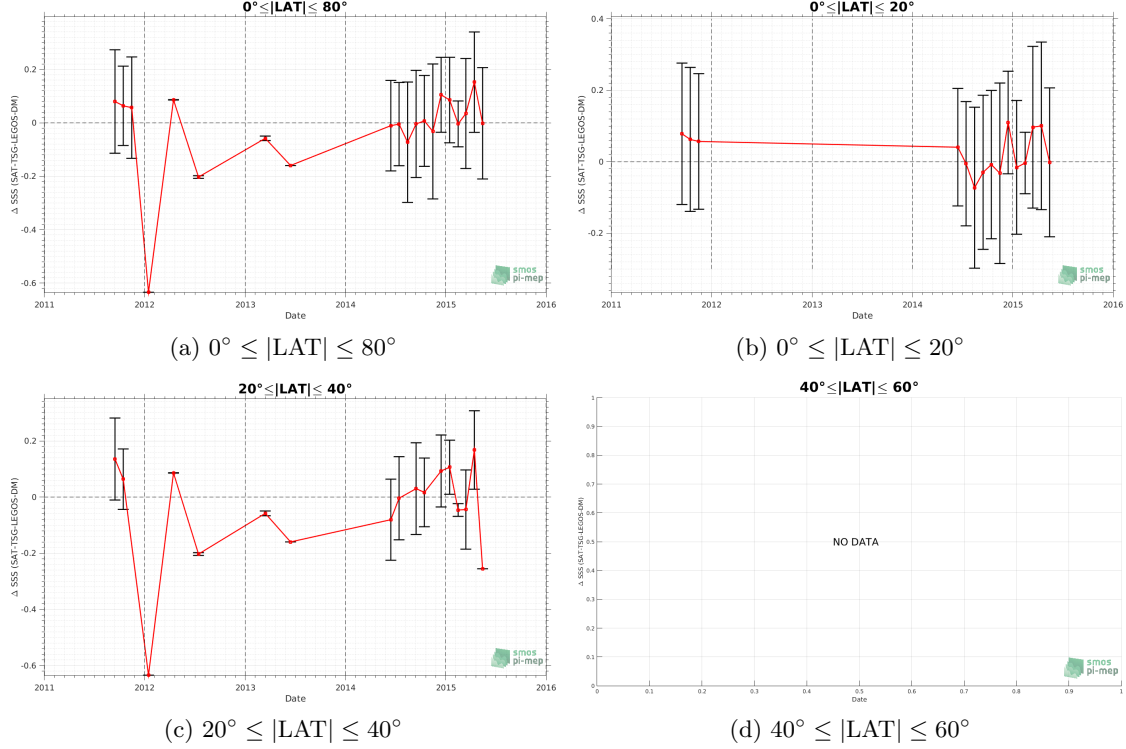 0°≤|LAT|≤ 80°
Δ SSS (SAT-TSG-LEGOS-DM)
0.2
0
-0.2
-0.4
-0.6
2011 2012 2013 2014 2015 2016
Date
smos
pi-mep
(a) 0° ≤ |LAT| ≤ 80°
0°≤|LAT|≤ 20°
Δ SSS (SAT-TSG-LEGOS-DM)
0.4
0.2
0
-0.2
2011 2012 2013 2014 2015 2016
Date
smos
pi-mep
(b) 0° ≤ |LAT| ≤ 20°
20°≤|LAT|≤ 40°
Δ SSS (SAT-TSG-LEGOS-DM)
0.2
0
-0.2
-0.4
-0.6
2011 2012 2013 2014 2015 2016
Date
smos
pi-mep
(c) 20° ≤ |LAT| ≤ 40°
40°≤|LAT|≤ 60°
Δ SSS (SAT-TSG-LEGOS-DM)
1
0.9
0.8
0.7
0.6
0.5
0.4
0.3
0.2
0.1
0
NO DATA
0 0.1 0.2 0.3 0.4 0.5 0.6 0.7 0.8 0.9 1
Date
smos
pi-mep
(d) 40° ≤ |LAT| ≤ 60°